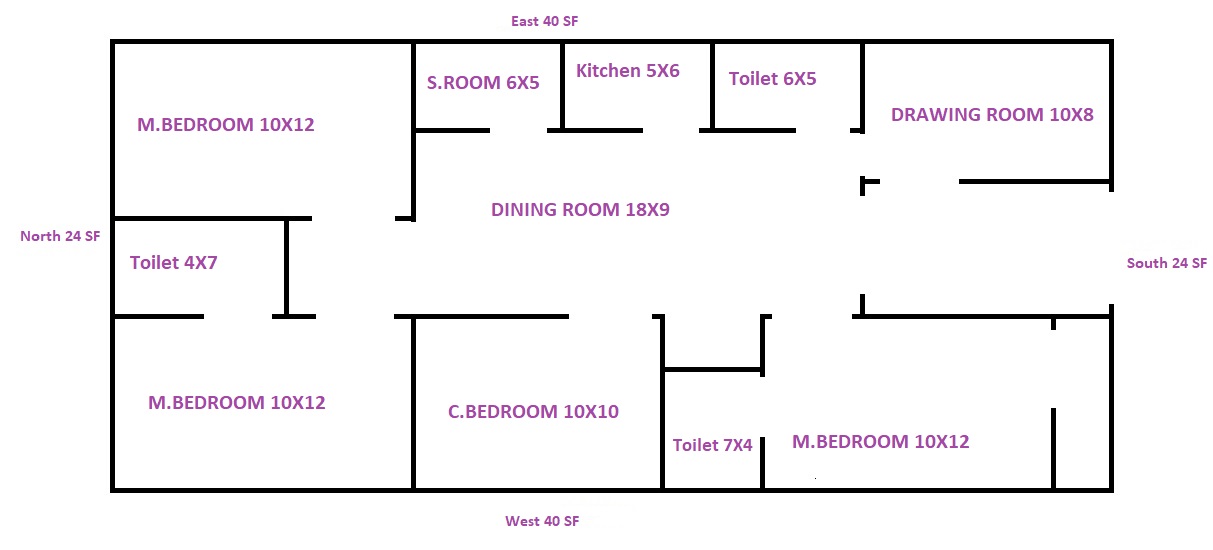 East 40 SF
S.ROOM 6X5
Kitchen 5X6
Toilet 6X5
DRAWING ROOM 10X8
M.BEDROOM 10X12
DINING ROOM 18X9
North 24 SF
Toilet 4X7
South 24 SF
M.BEDROOM 10X12
C.BEDROOM 10X10
Toilet 7X4
M.BEDROOM 10X12
West 40 SF